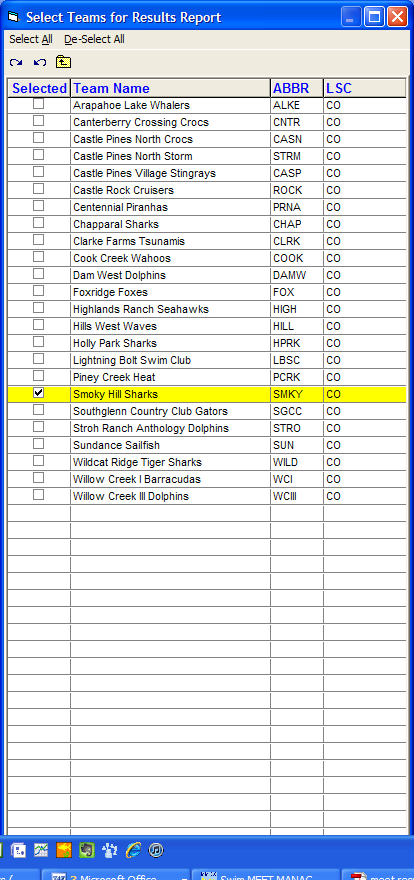 Select Teams for Results Report
Select All De-Select All
Selected Team Name ABBR LSC
Arapahoe Lake Whalers ALKE CO
Canterberry Crossing Crocs CNTR CO
Castle Pines North Crocs CASN CO
Castle Pines North Storm STRM CO
Castle Pines Village Stingrays CASP CO
Castle Rock Cruisers ROCK CO
Centennial Piranhas PRNA CO
Chapparal Sharks CHAP CO
Clarke Farms Tsunamis CLRK CO
Cook Creek Wahoos COOK CO
Dam West Dolphins DAMW CO
Foxridge Foxes FOX CO
Highlands Ranch Seahawks HIGH CO
Hills West Waves HILL CO
Holly Park Sharks HPRK CO
Lightning Bolt Swim Club LBSC CO
Piney Creek Heat PCRK CO
Smoky Hill Sharks SMKY CO
Southglenn Country Club Gators SGCC CO
Stroh Ranch Anthology Dolphins STRO CO
Sundance Sailfish SUN CO
Wildcat Ridge Tiger Sharks WILD CO
Willow Creek I Barracudas WCI CO
Willow Creek III Dolphins WCIII CO
3 Microsoft Office Swim MEET MANAG